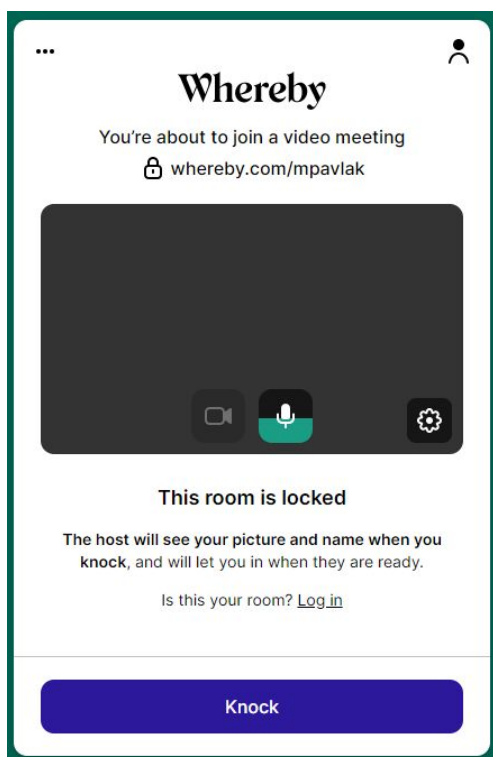 Whereby
You’re about to join a video meeting
whereby.com/mpavlak
This room is locked
The host will see your picture and name when you
knock, and will let you in when they are ready.
Is this your room? Log in
Knock